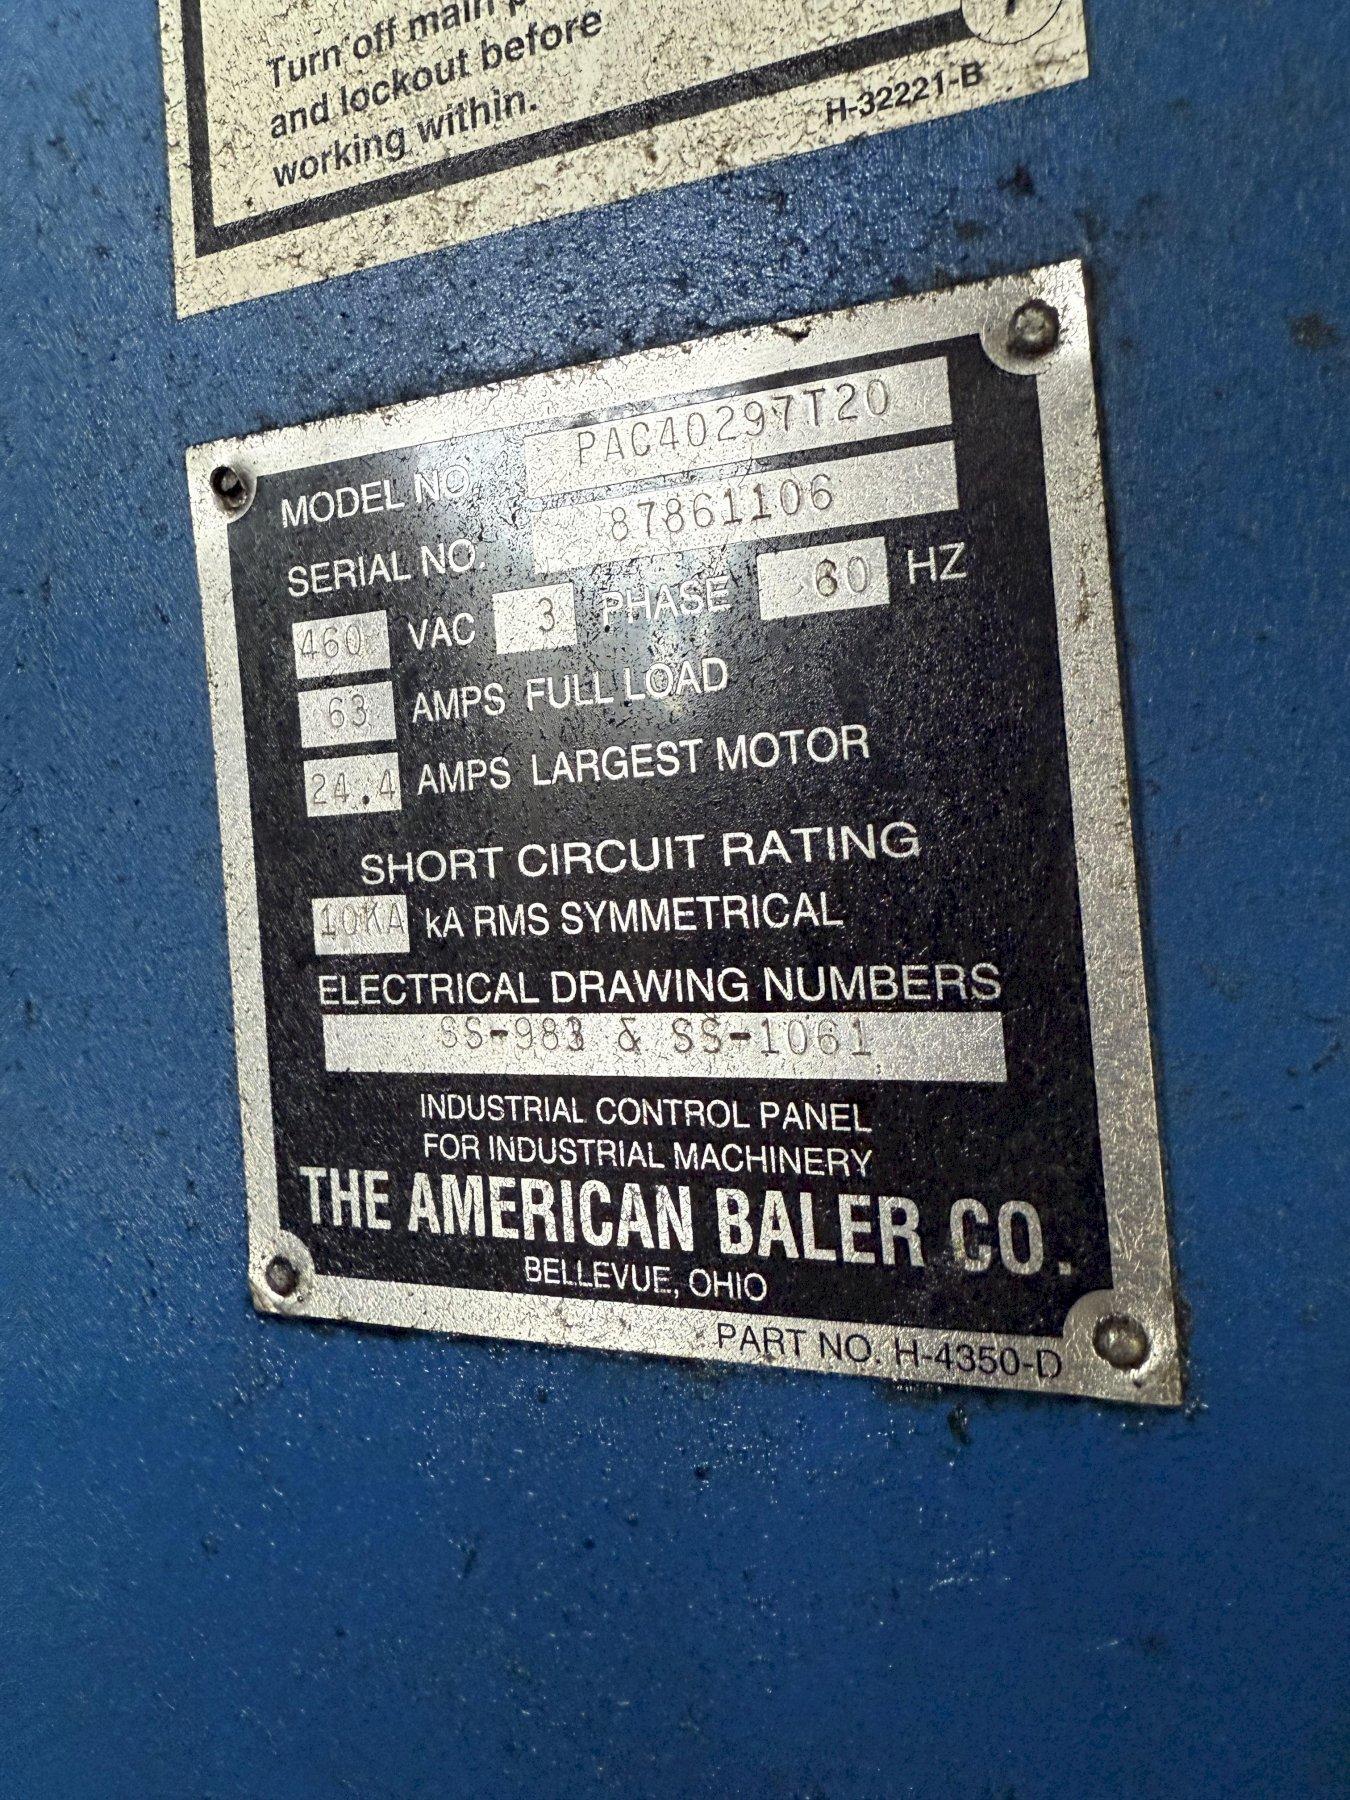 Turn off main
and lockout before
working within.
H-32221-B
MODEL NO. PAC40297T20
SERIAL NO. 87861106
460 VAC 3 PHASE 60 HZ
63 AMPS FULL LOAD
24.4 AMPS LARGEST MOTOR
SHORT CIRCUIT RATING
10KA kA RMS SYMMETRICAL
ELECTRICAL DRAWING NUMBERS
SS-983 & SS-1061
INDUSTRIAL CONTROL PANEL
FOR INDUSTRIAL MACHINERY
THE AMERICAN BALER CO.
BELLEVUE, OHIO
PART NO. H-4350-D